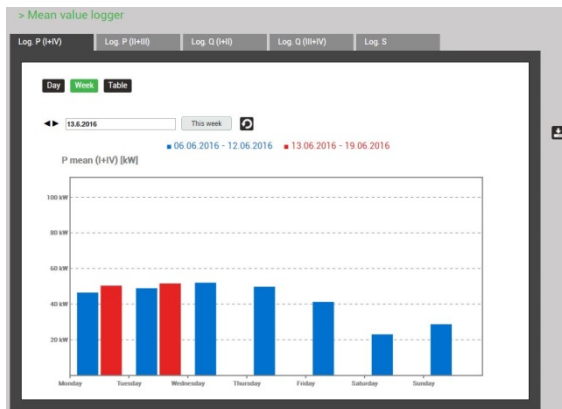 > Mean value logger
Log. P (I+IV) Log. P (II+III) Log. Q (I+II) Log. Q (III+IV) Log. S
Day Week Table
13.6.2016 This week
06.06.2016 - 12.06.2016 13.06.2016 - 19.06.2016
P mean (I+IV) [kW]
100 kW
80 kW
60 kW
40 kW
20 kW
Monday Tuesday Wednesday Thursday Friday Saturday Sunday